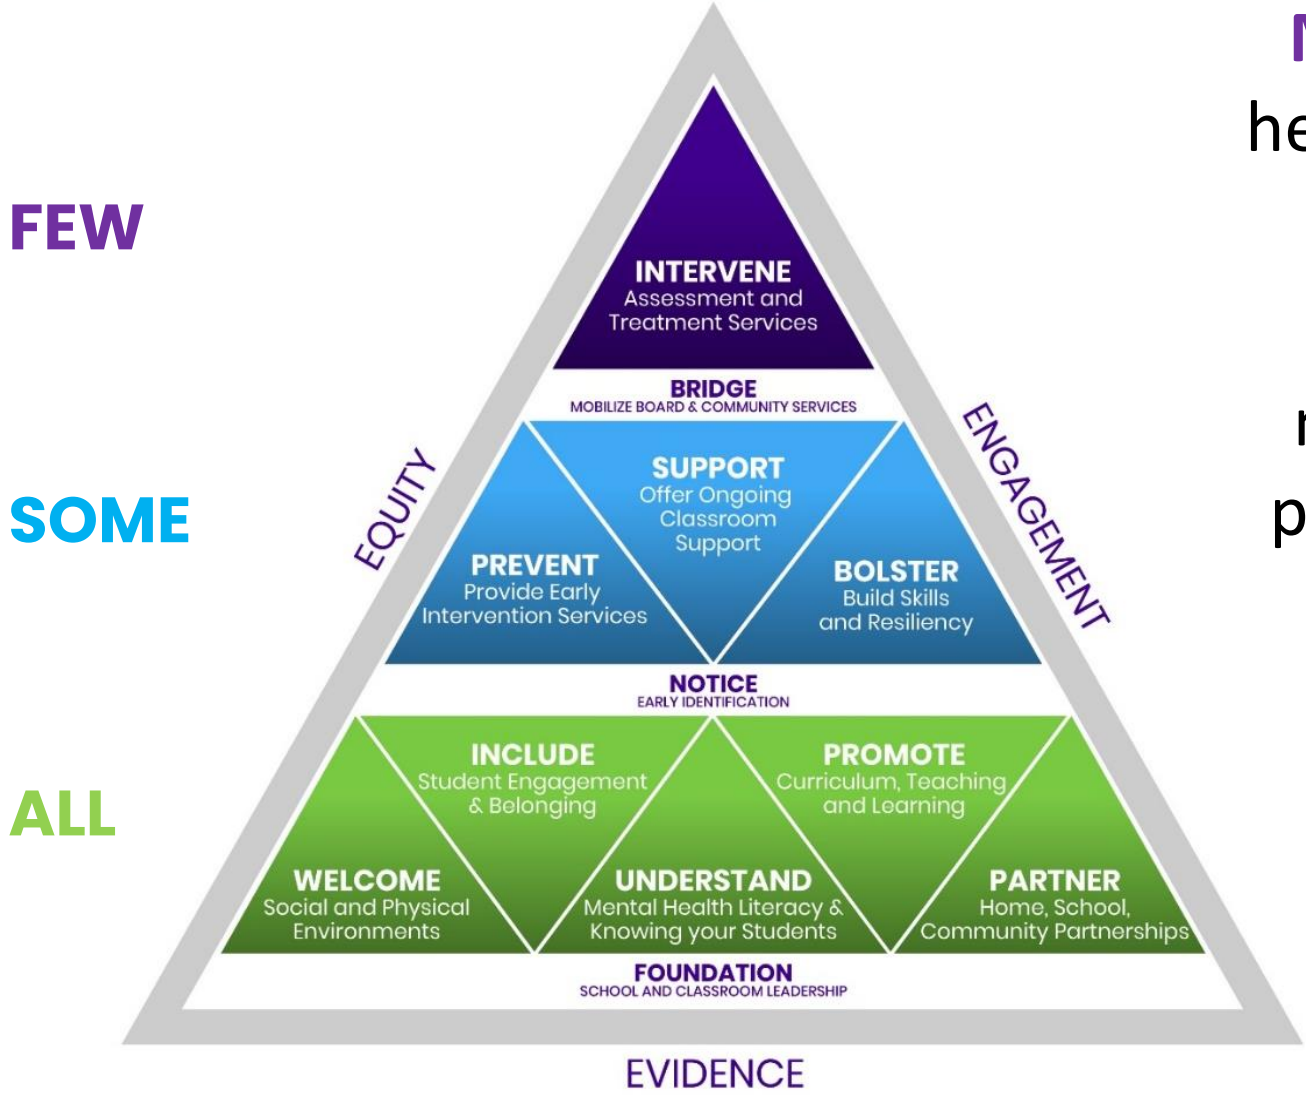 FEW
SOME
ALL
EQUITY
ENGAGEMENT
EVIDENCE
INTERVENE
Assessment and
Treatment Services
BRIDGE
MOBILIZE BOARD & COMMUNITY SERVICES
SUPPORT
Offer Ongoing
Classroom
Support
PREVENT
Provide Early
Intervention Services
BOLSTER
Build Skills
and Resiliency
NOTICE
EARLY IDENTIFICATION
INCLUDE
Student Engagement
& Belonging
PROMOTE
Curriculum, Teaching
and Learning
WELCOME
Social and Physical
Environments
UNDERSTAND
Mental Health Literacy &
Knowing your Students
PARTNER
Home, School,
Community Partnerships
FOUNDATION
SCHOOL AND CLASSROOM LEADERSHIP